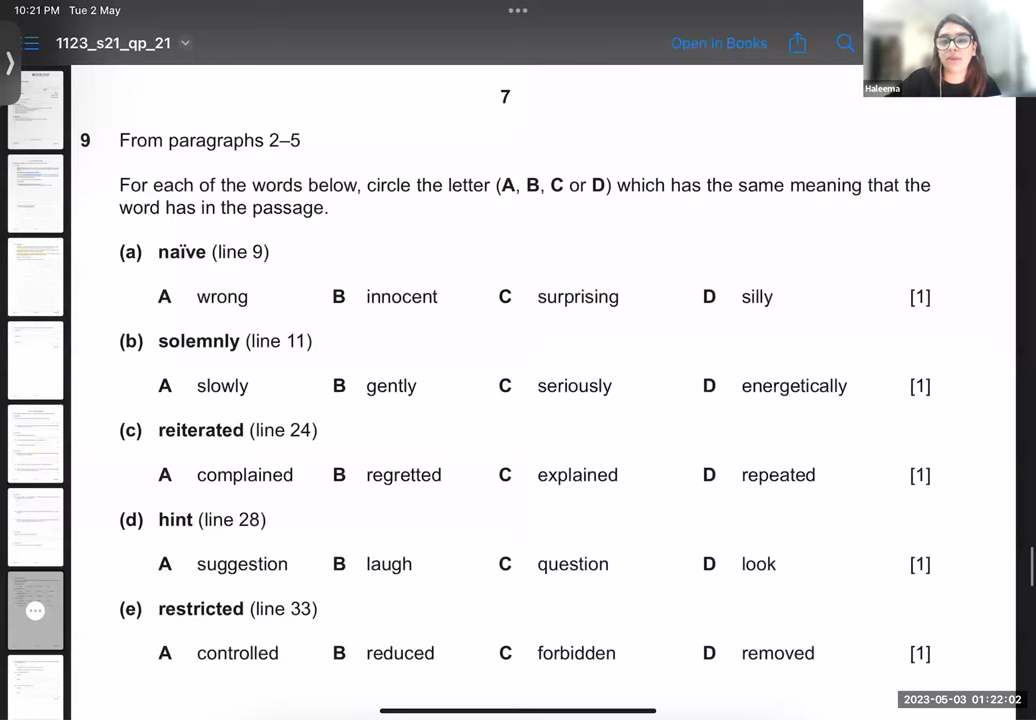 10:21 PM Tue 2 May
1123_s21_qp_21
Open in Books
Haleema
7
9 From paragraphs 2–5
For each of the words below, circle the letter (A, B, C or D) which has the same meaning that the
word has in the passage.
(a) naïve (line 9)
A wrong B innocent C surprising D silly [1]
(b) solemnly (line 11)
A slowly B gently C seriously D energetically [1]
(c) reiterated (line 24)
A complained B regretted C explained D repeated [1]
(d) hint (line 28)
A suggestion B laugh C question D look [1]
(e) restricted (line 33)
A controlled B reduced C forbidden D removed [1]
2023-05-03 01:22:02